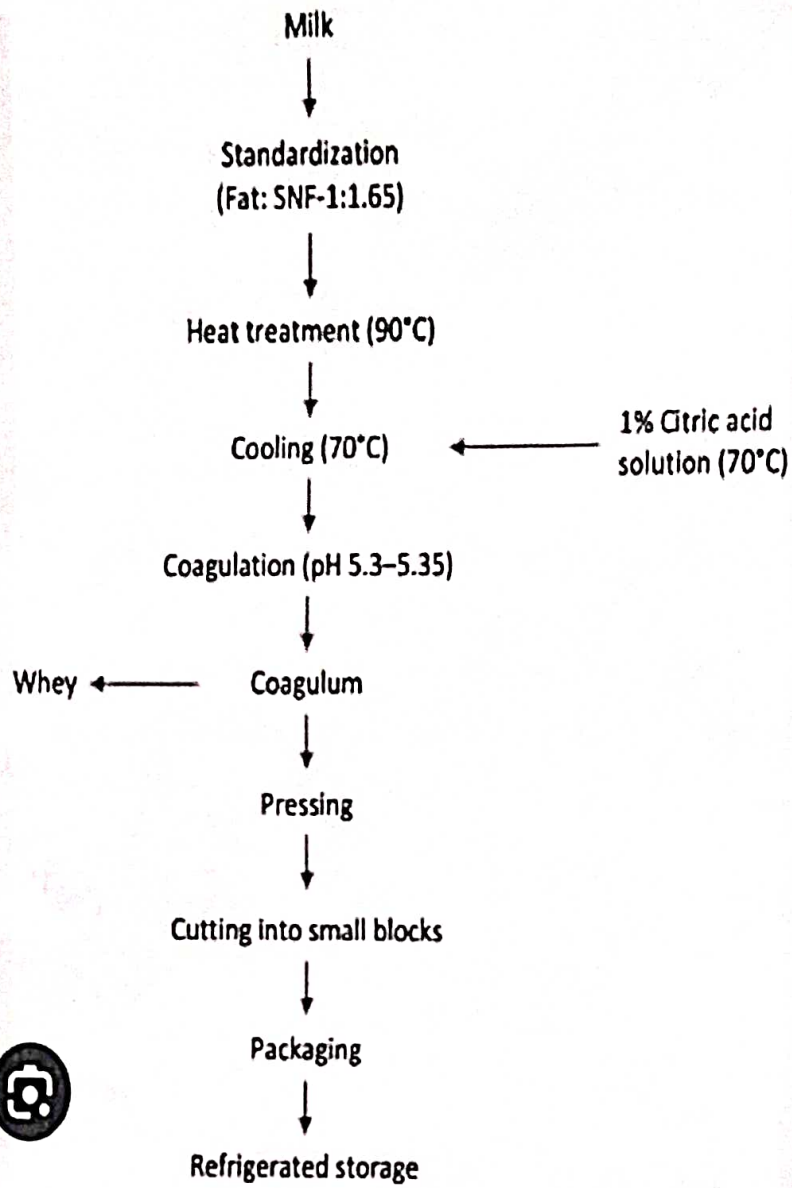 Milk
Standardization
(Fat: SNF-1:1.65)
Heat treatment (90°C)
Cooling (70°C)
1% Citric acid
solution (70°C)
Coagulation (pH 5.3–5.35)
Whey
Coagulum
Pressing
Cutting into small blocks
Packaging
Refrigerated storage